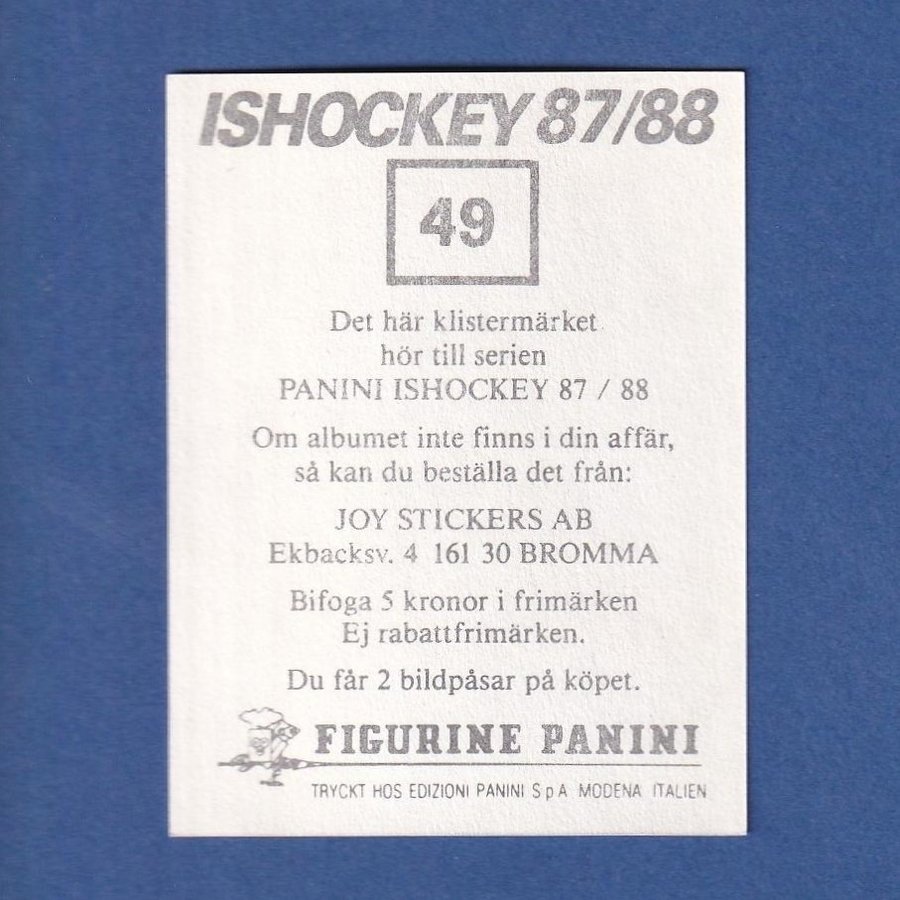 ISHOCKEY 87/88
49
Det här klistermärket
hör till serien
PANINI ISHOCKEY 87 / 88
Om albumet inte finns i din affär,
så kan du beställa det från:
JOY STICKERS AB
Ekbacksv. 4 161 30 BROMMA
Bifoga 5 kronor i frimärken
Ej rabattfrimärken.
Du får 2 bildpåsar på köpet.
FIGURINE PANINI
TRYCKT HOS EDIZIONI PANINI S p A MODENA ITALIEN